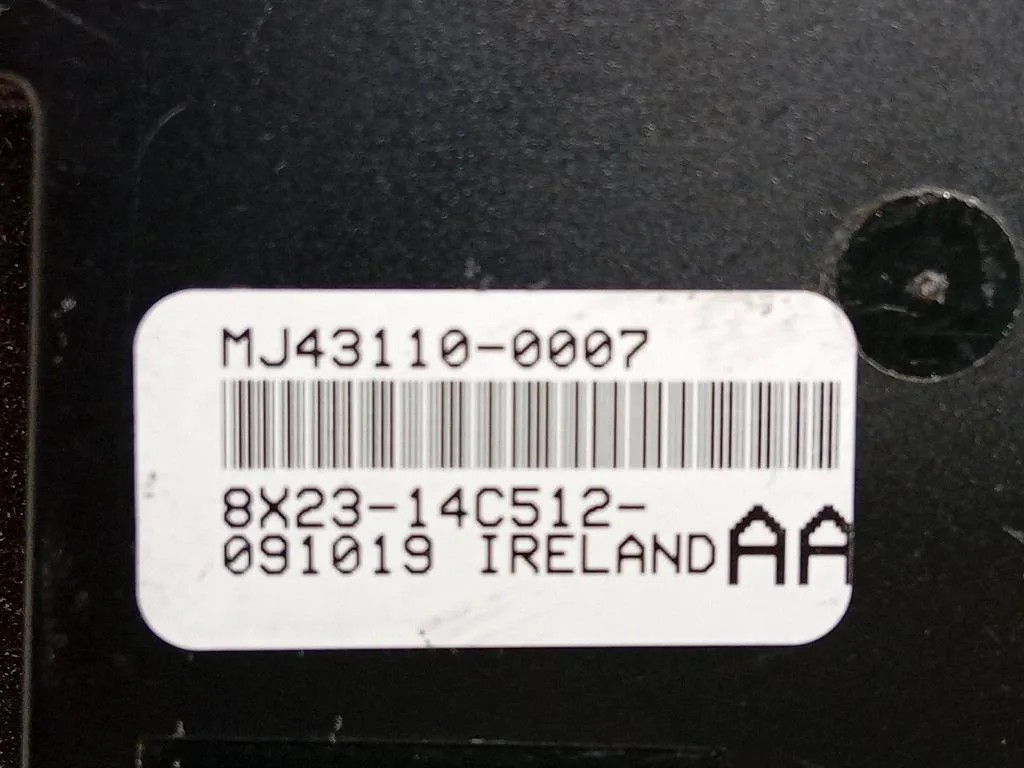 MJ43110-0007
8X23-14C512-
091019 IRELAND AA